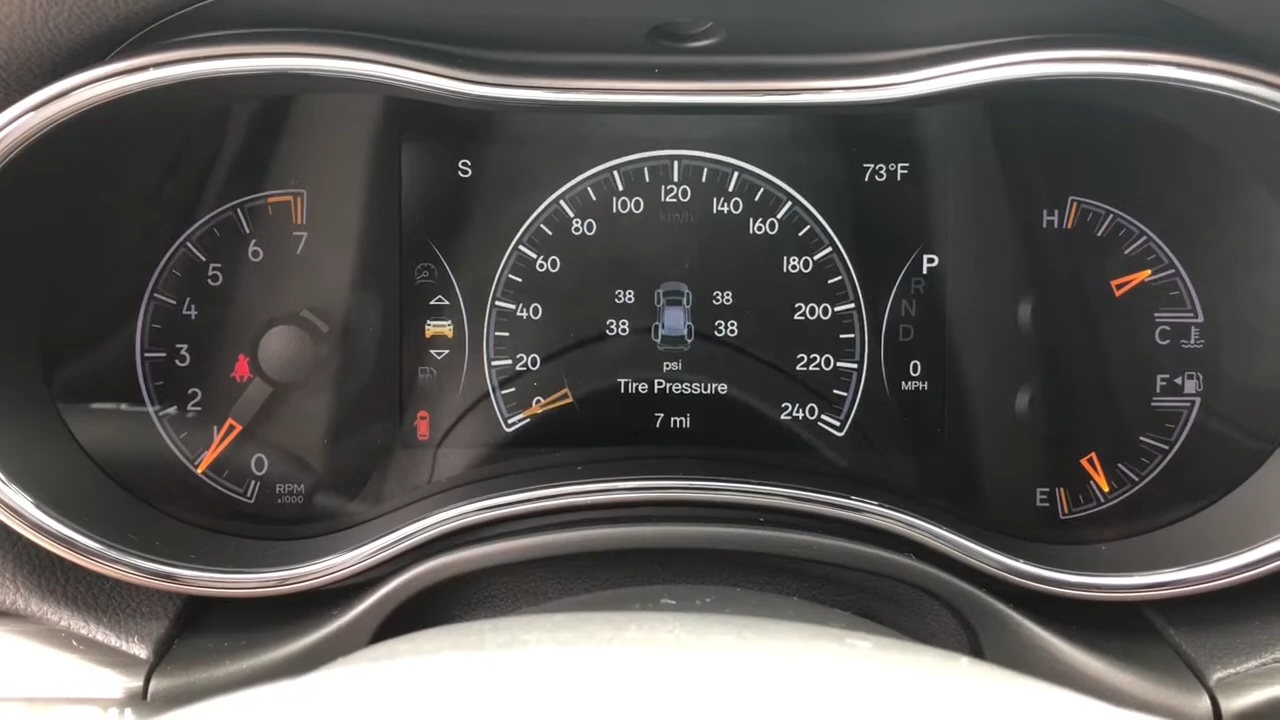 S
73°F
7
6
5
4
3
2
1
0
RPM
x1000
0
20
40
60
80
100
120
140
160
180
200
220
240
km/h
38 38
38 38
psi
Tire Pressure
7 mi
P
R
N
D
0
MPH
H
C
F
E